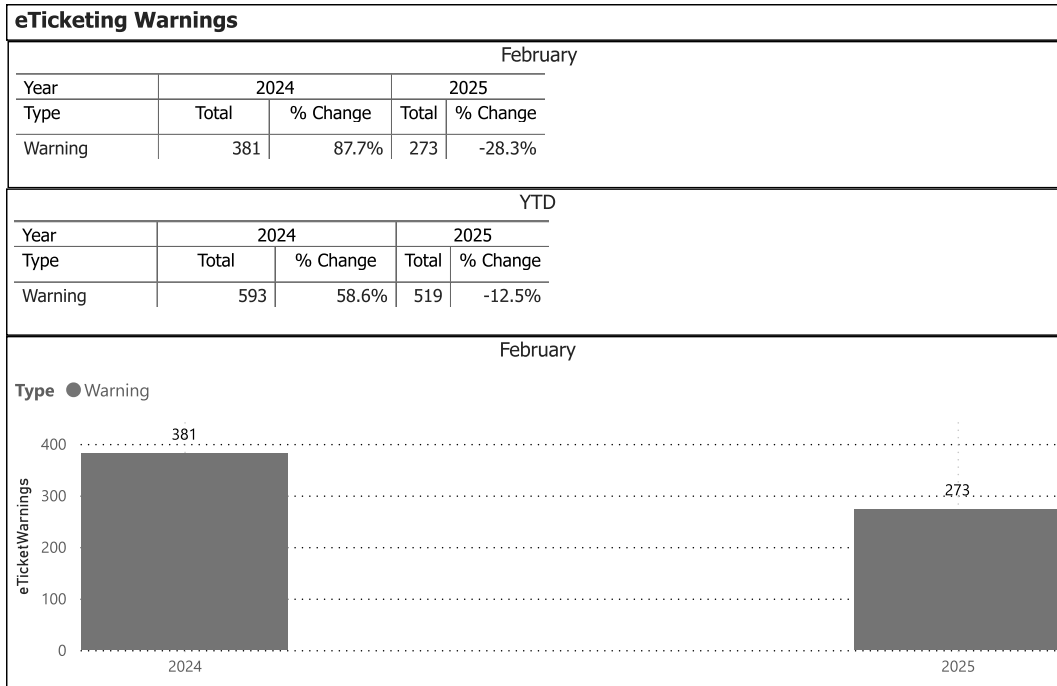 eTicketing Warnings
February
Year 2024 2025
Type Total % Change Total % Change
Warning 381 87.7% 273 -28.3%
YTD
Year 2024 2025
Type Total % Change Total % Change
Warning 593 58.6% 519 -12.5%
February
Type Warning
381
400
273
300
200
100
0
eTicketWarnings
2024 2025